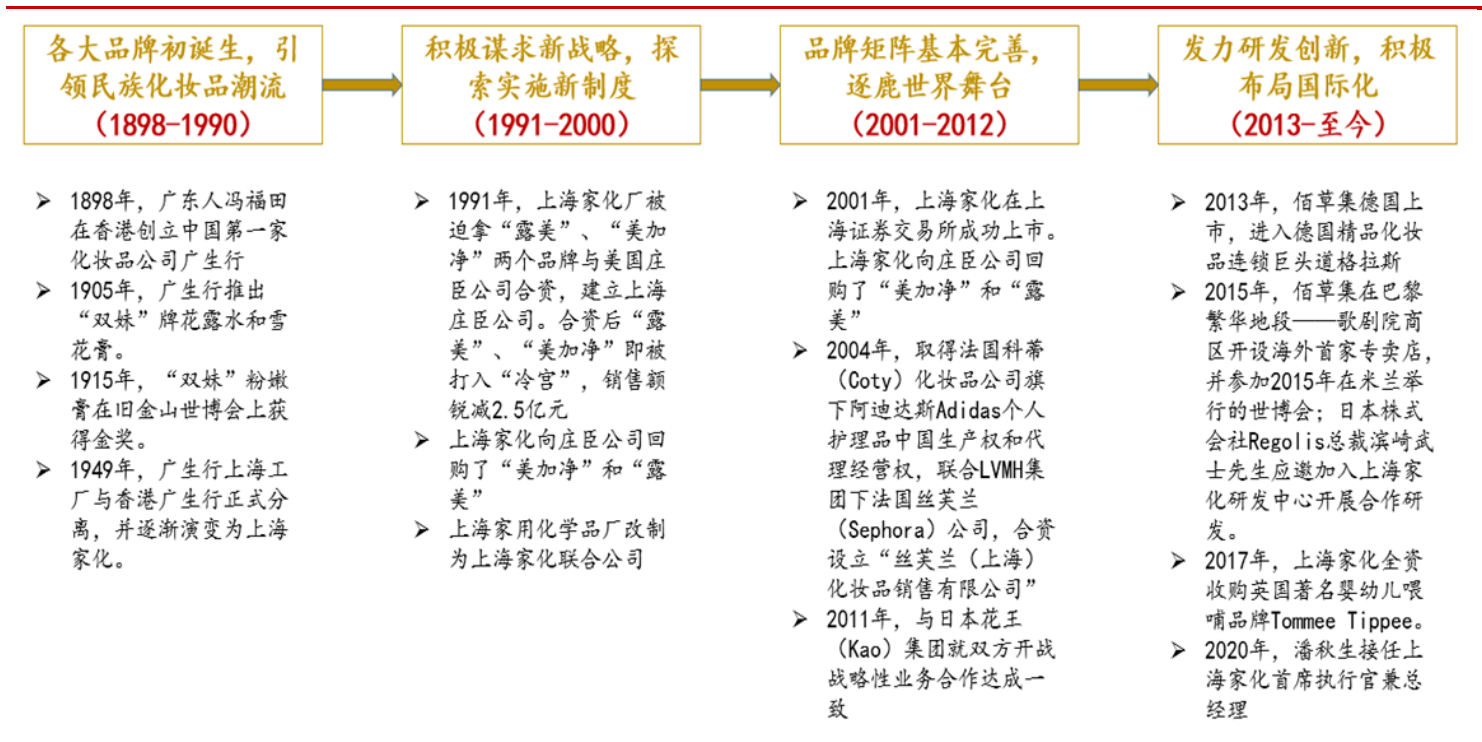 各大品牌初诞生，引
领民族化妆品潮流
（1898-1990）
➢ 1898年，广东人冯福田
在香港创立中国第一家
化妆品公司广生行
➢ 1905年，广生行推出
“双妹”牌花露水和雪
花膏。
➢ 1915年，“双妹”粉嫩
膏在旧金山世博会上获
得金奖。
➢ 1949年，广生行上海工
厂与香港广生行正式分
离，并逐渐演变为上海
家化。
积极谋求新战略，探
索实施新制度
（1991-2000）
➢ 1991年，上海家化厂被
迫拿“露美”、“美加
净”两个品牌与美国庄
臣公司合资，建立上海
庄臣公司。合资后“露
美”、“美加净”即被
打入“冷宫”，销售额
锐减2.5亿元
➢ 上海家化向庄臣公司回
购了“美加净”和“露
美”
➢ 上海家用化学品厂改制
为上海家化联合公司
品牌矩阵基本完善，
逐鹿世界舞台
（2001-2012）
➢ 2001年，上海家化在上
海证券交易所成功上市。
上海家化向庄臣公司回
购了“美加净”和“露
美”
➢ 2004年，取得法国科蒂
（Coty）化妆品公司旗
下阿迪达斯Adidas个人
护理品中国生产权和代
理经营权，联合LVMH集
团下法国丝芙兰
（Sephora）公司，合资
设立“丝芙兰（上海）
化妆品销售有限公司”
➢ 2011年，与日本花王
（Kao）集团就双方开战
战略性业务合作达成一
致
发力研发创新，积极
布局国际化
（2013-至今）
➢ 2013年，佰草集德国上
市，进入德国精品化妆
品连锁巨头道格拉斯
➢ 2015年，佰草集在巴黎
繁华地段——歌剧院商
区开设海外首家专卖店，
并参加2015年在米兰举
行的世博会；日本株式
会社Regolis总裁滨崎武
士先生应邀加入上海家
化研发中心开展合作研
发。
➢ 2017年，上海家化全资
收购英国著名婴幼儿喂
哺品牌Tommee Tippee。
➢ 2020年，潘秋生接任上
海家化首席执行官兼总
经理